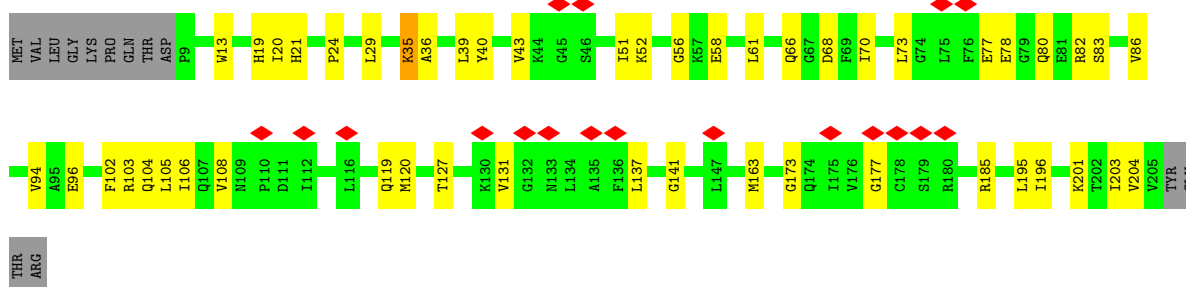 MET VAL LEU GLY LYS PRO GLN THR ASP P9 W13 H19 I20 H21 P24 L29 K35 A36 L39 Y40 V43 K44 G45 S46 I51 K52 G56 K57 E58 L61 Q66 G67 D68 F69 I70 L73 G74 L75 F76 E77 E78 G79 Q80 E81 R82 S83 V86
V94 A95 E96 F102 R103 Q104 L105 I106 Q107 V108 N109 P110 D111 I112 L116 Q119 M120 T127 K130 V131 G132 N133 L134 A135 F136 L137 G141 L147 M163 G173 Q174 I175 V176 G177 C178 S179 R180 R185 L195 I196 K201 T202 I203 V204 V205 TYR
THR ARG